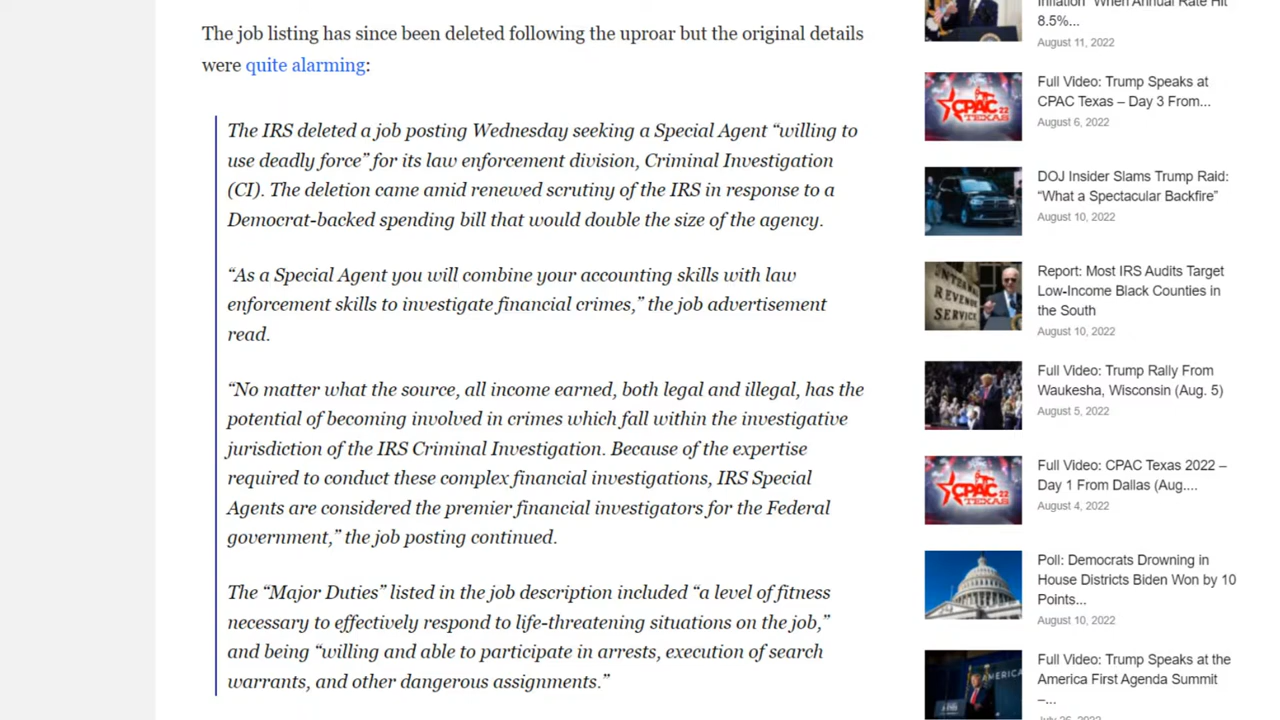 The job listing has since been deleted following the uproar but the original details
were quite alarming:
The IRS deleted a job posting Wednesday seeking a Special Agent “willing to
use deadly force” for its law enforcement division, Criminal Investigation
(CI). The deletion came amid renewed scrutiny of the IRS in response to a
Democrat-backed spending bill that would double the size of the agency.
“As a Special Agent you will combine your accounting skills with law
enforcement skills to investigate financial crimes,” the job advertisement
read.
“No matter what the source, all income earned, both legal and illegal, has the
potential of becoming involved in crimes which fall within the investigative
jurisdiction of the IRS Criminal Investigation. Because of the expertise
required to conduct these complex financial investigations, IRS Special
Agents are considered the premier financial investigators for the Federal
government,” the job posting continued.
The “Major Duties” listed in the job description included “a level of fitness
necessary to effectively respond to life-threatening situations on the job,”
and being “willing and able to participate in arrests, execution of search
warrants, and other dangerous assignments.”
Inflation” When Annual Rate Hit
8.5%...
August 11, 2022
CPAC 22
TEXAS
Full Video: Trump Speaks at
CPAC Texas – Day 3 From...
August 6, 2022
DOJ Insider Slams Trump Raid:
“What a Spectacular Backfire”
August 10, 2022
REVENUE
SERVICE
Report: Most IRS Audits Target
Low-Income Black Counties in
the South
August 10, 2022
Full Video: Trump Rally From
Waukesha, Wisconsin (Aug. 5)
August 5, 2022
CPAC 22
TEXAS
Full Video: CPAC Texas 2022 –
Day 1 From Dallas (Aug....
August 4, 2022
Poll: Democrats Drowning in
House Districts Biden Won by 10
Points...
August 10, 2022
AMERICA
Full Video: Trump Speaks at the
America First Agenda Summit
–...